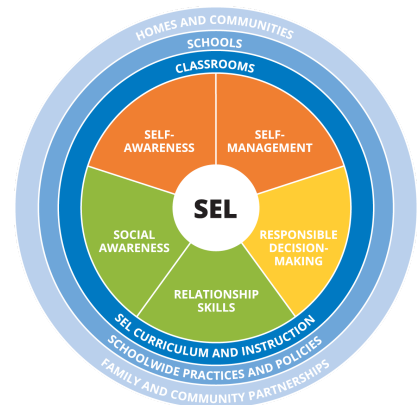 HOMES AND COMMUNITIES
SCHOOLS
CLASSROOMS
SELF-
AWARENESS
SELF-
MANAGEMENT
SEL
SOCIAL
AWARENESS
RESPONSIBLE
DECISION-
MAKING
RELATIONSHIP
SKILLS
SEL CURRICULUM AND INSTRUCTION
SCHOOLWIDE PRACTICES AND POLICIES
FAMILY AND COMMUNITY PARTNERSHIPS